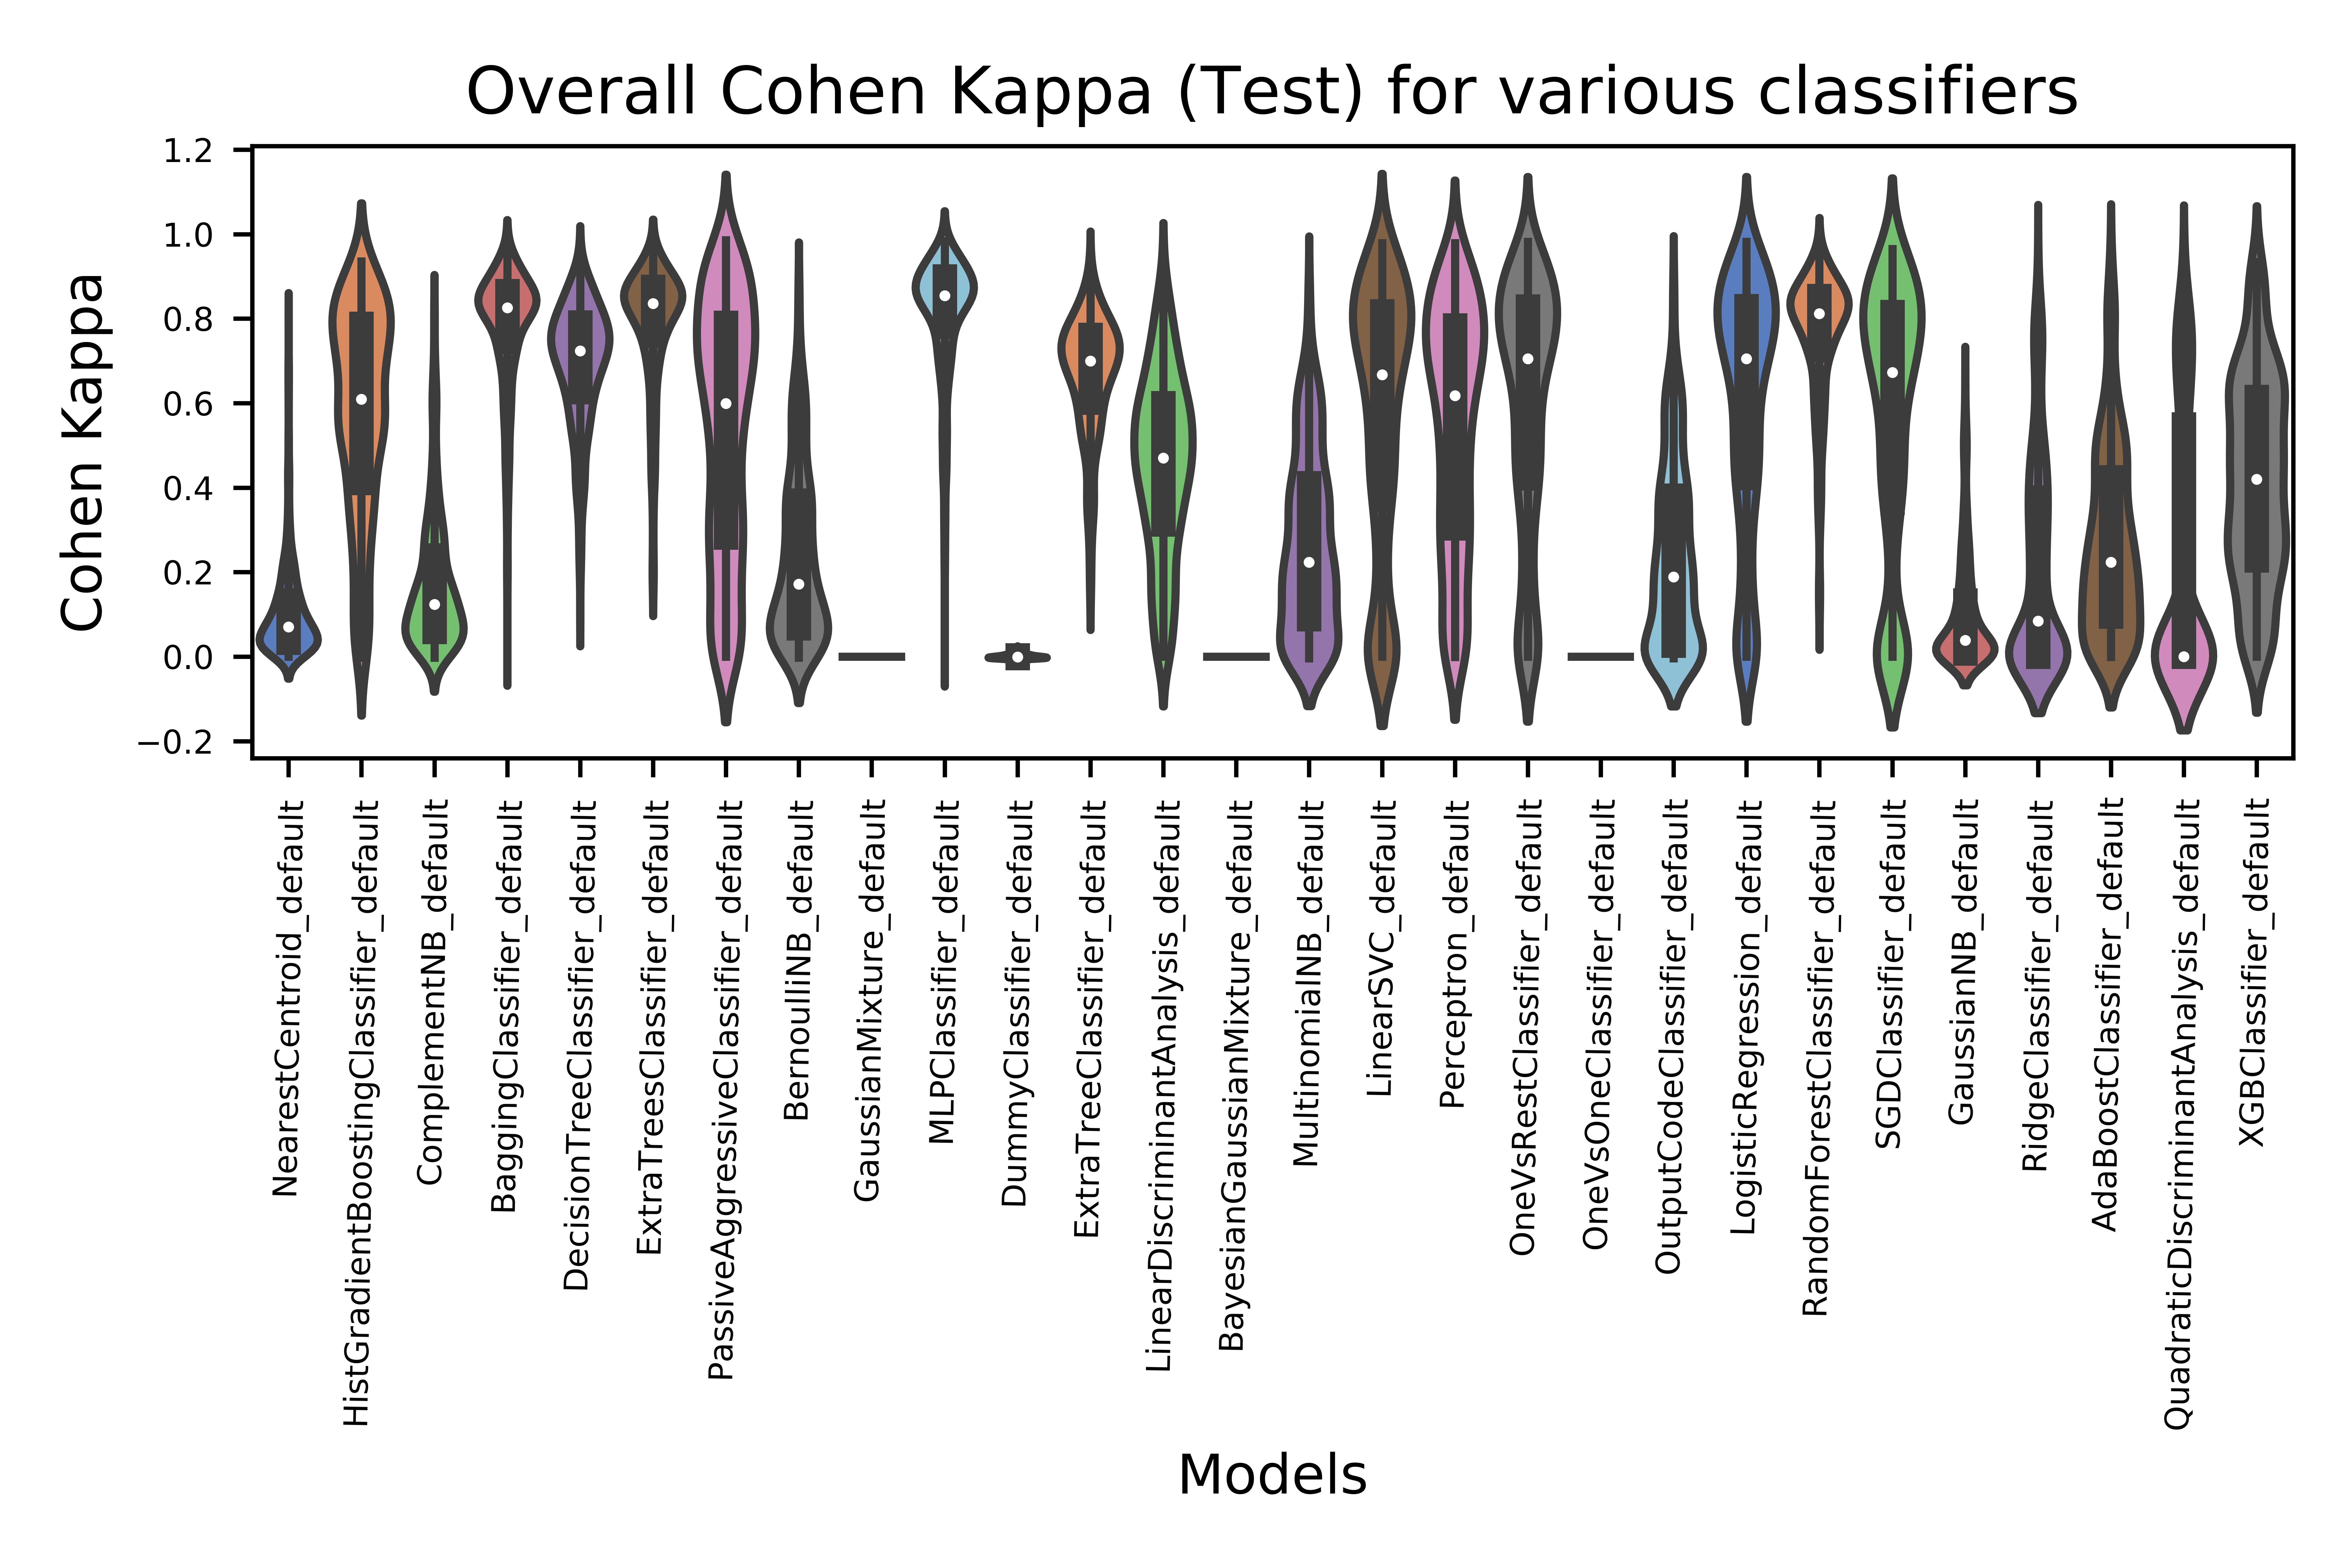 Overall Cohen Kappa (Test) for various classifiers
Cohen Kappa
1.2
1.0
0.8
0.6
0.4
0.2
0.0
−0.2
NearestCentroid_default
HistGradientBoostingClassifier_default
ComplementNB_default
BaggingClassifier_default
DecisionTreeClassifier_default
ExtraTreesClassifier_default
PassiveAggressiveClassifier_default
BernoulliNB_default
GaussianMixture_default
MLPClassifier_default
DummyClassifier_default
ExtraTreeClassifier_default
LinearDiscriminantAnalysis_default
BayesianGaussianMixture_default
MultinomialNB_default
LinearSVC_default
Perceptron_default
OneVsRestClassifier_default
OneVsOneClassifier_default
OutputCodeClassifier_default
LogisticRegression_default
RandomForestClassifier_default
SGDClassifier_default
GaussianNB_default
RidgeClassifier_default
AdaBoostClassifier_default
QuadraticDiscriminantAnalysis_default
XGBClassifier_default
Models